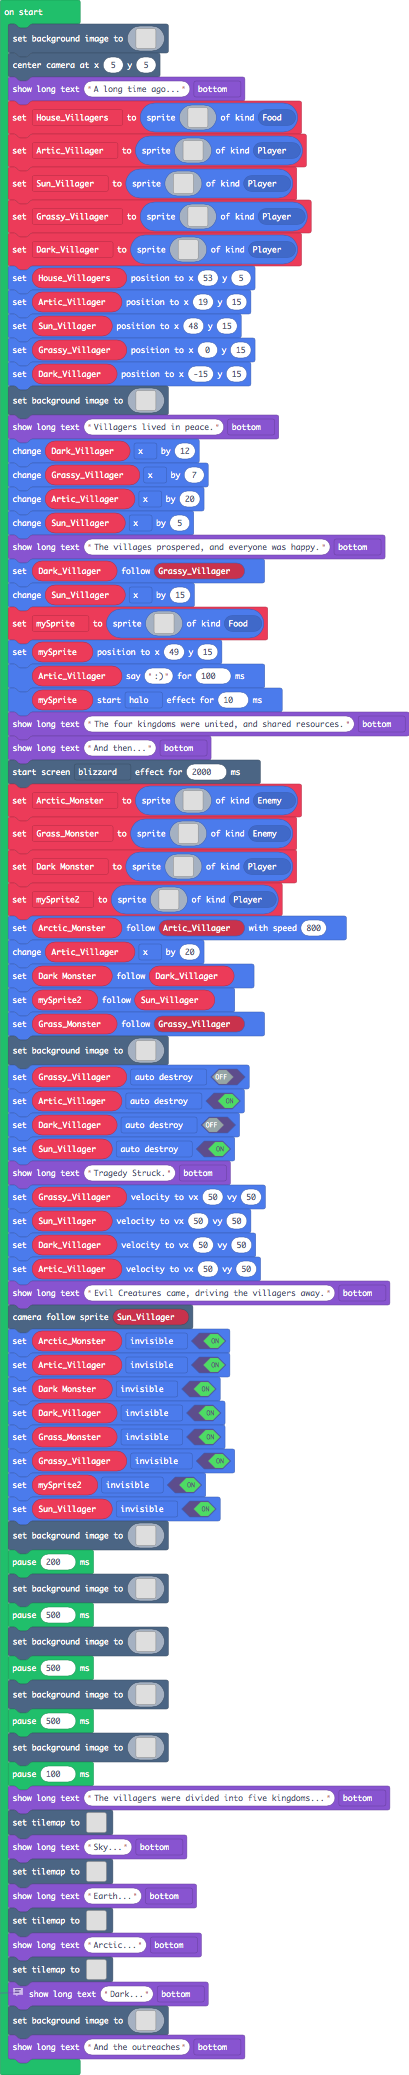 on start
set background image to
center camera at x 5 y 5
show long text "A long time ago..." bottom
set House_Villagers to sprite of kind Food
set Artic_Villager to sprite of kind Player
set Sun_Villager to sprite of kind Player
set Grassy_Villager to sprite of kind Player
set Dark_Villager to sprite of kind Player
set House_Villagers position to x 53 y 5
set Artic_Villager position to x 19 y 15
set Sun_Villager position to x 48 y 15
set Grassy_Villager position to x 0 y 15
set Dark_Villager position to x -15 y 15
set background image to
show long text "Villagers lived in peace." bottom
change Dark_Villager x by 12
change Grassy_Villager x by 7
change Artic_Villager x by 20
change Sun_Villager x by 5
show long text "The villages prospered, and everyone was happy." bottom
set Dark_Villager follow Grassy_Villager
change Sun_Villager x by 15
set mySprite to sprite of kind Food
set mySprite position to x 49 y 15
Artic_Villager say ":)" for 100 ms
mySprite start halo effect for 10 ms
show long text "The four kingdoms were united, and shared resources." bottom
show long text "And then..." bottom
start screen blizzard effect for 2000 ms
set Arctic_Monster to sprite of kind Enemy
set Grass_Monster to sprite of kind Enemy
set Dark Monster to sprite of kind Player
set mySprite2 to sprite of kind Player
set Arctic_Monster follow Artic_Villager with speed 800
change Artic_Villager x by 20
set Dark Monster follow Dark_Villager
set mySprite2 follow Sun_Villager
set Grass_Monster follow Grassy_Villager
set background image to
set Grassy_Villager auto destroy OFF
set Artic_Villager auto destroy ON
set Dark_Villager auto destroy OFF
set Sun_Villager auto destroy ON
show long text "Tragedy Struck." bottom
set Grassy_Villager velocity to vx 50 vy 50
set Sun_Villager velocity to vx 50 vy 50
set Dark_Villager velocity to vx 50 vy 50
set Artic_Villager velocity to vx 50 vy 50
show long text "Evil Creatures came, driving the villagers away." bottom
camera follow sprite Sun_Villager
set Arctic_Monster invisible ON
set Artic_Villager invisible ON
set Dark Monster invisible ON
set Dark_Villager invisible ON
set Grass_Monster invisible ON
set Grassy_Villager invisible ON
set mySprite2 invisible ON
set Sun_Villager invisible ON
set background image to
pause 200 ms
set background image to
pause 500 ms
set background image to
pause 500 ms
set background image to
pause 500 ms
set background image to
pause 100 ms
show long text "The villagers were divided into five kingdoms..." bottom
set tilemap to
show long text "Sky..." bottom
set tilemap to
show long text "Earth..." bottom
set tilemap to
show long text "Arctic..." bottom
set tilemap to
show long text "Dark..." bottom
set background image to
show long text "And the outreaches" bottom